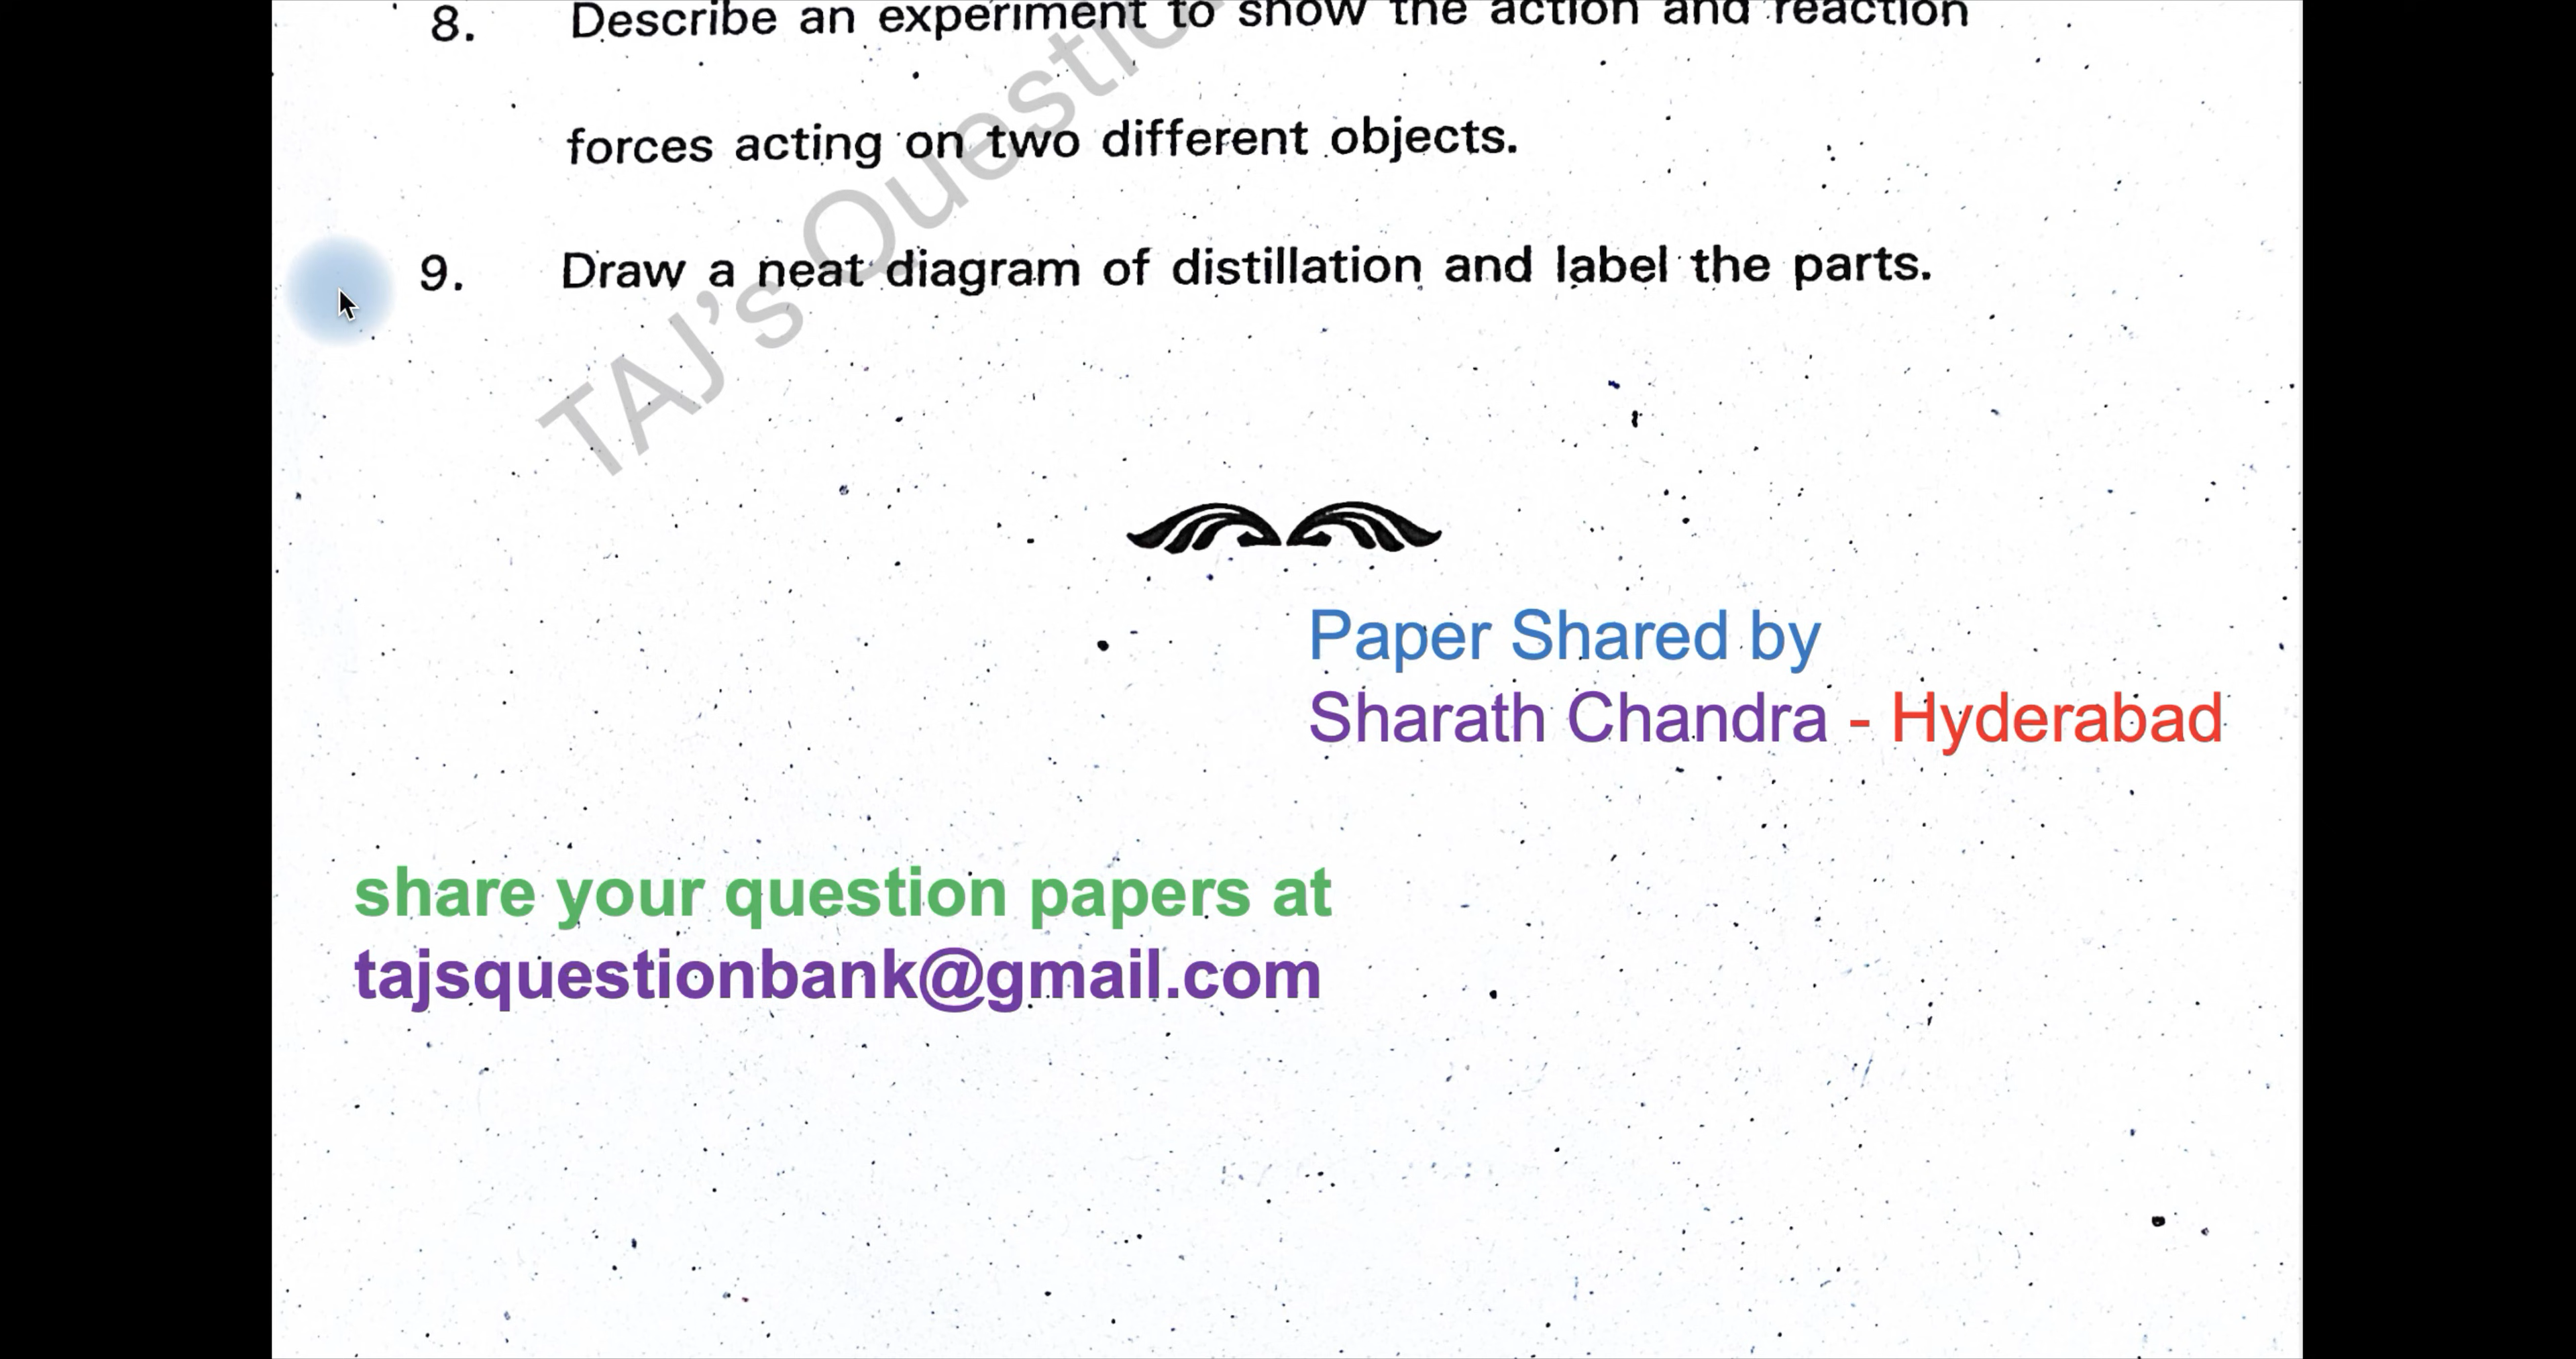 8. Describe an experiment to show the action and reaction
forces acting on two different objects.
9. Draw a neat diagram of distillation and label the parts.
TAJ's Questio
Paper Shared by
Sharath Chandra - Hyderabad
share your question papers at
tajsquestionbank@gmail.com